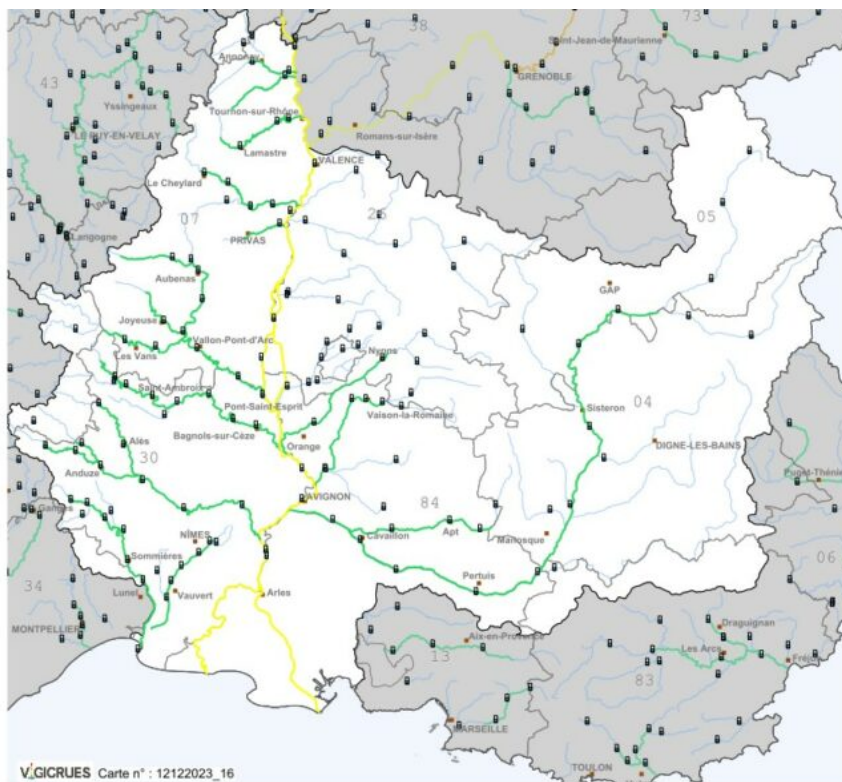 38
73
Saint-Jean-de-Maurienne
43
Annonay
GRENOBLE
Yssingeaux
Tournon-sur-Rhône
LE PUY-EN-VELAY
Romans-sur-Isère
Lamastre
VALENCE
Le Cheylard
07
26
05
Langogne
PRIVAS
Aubenas
GAP
Joyeuse
Vallon-Pont-d'Arc
Les Vans
Nyons
Saint-Ambroix
Pont-Saint-Esprit
Vaison-la-Romaine
Sisteron
04
Bagnols-sur-Cèze
Orange
Alès
30
DIGNE-LES-BAINS
Anduze
Puget-Théniers
84
AVIGNON
Ganges
NÎMES
Cavaillon
Apt
Manosque
Sommières
06
34
Lunel
Vauvert
Arles
Pertuis
MONTPELLIER
Draguignan
Aix-en-Provence
13
Les Arcs
Fréjus
83
MARSEILLE
TOULON
VIGICRUES Carte n° : 12122023_16